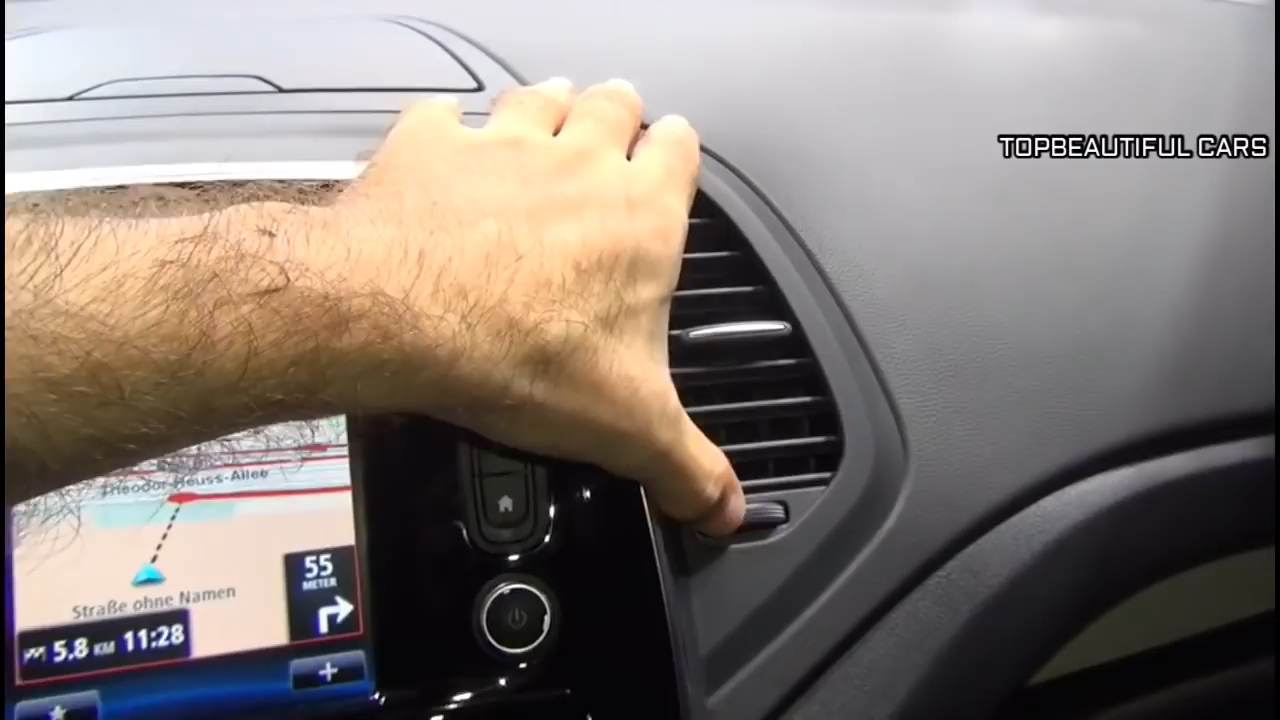 TOPBEAUTIFUL CARS
Theodor-Heuss-Allee
55
METER
Straße ohne Namen
5.8 KM 11:28
+